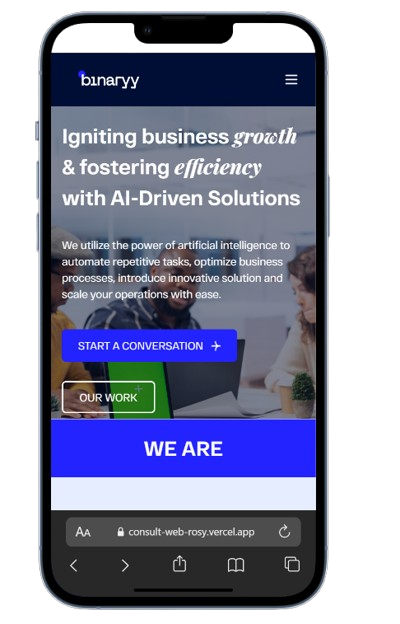 binaryy
Igniting business growth
& fostering efficiency
with AI-Driven Solutions
We utilize the power of artificial intelligence to
automate repetitive tasks, optimize business
processes, introduce innovative solution and
scale your operations with ease.
START A CONVERSATION +
OUR WORK +
WE ARE
AA consult-web-rosy.vercel.app